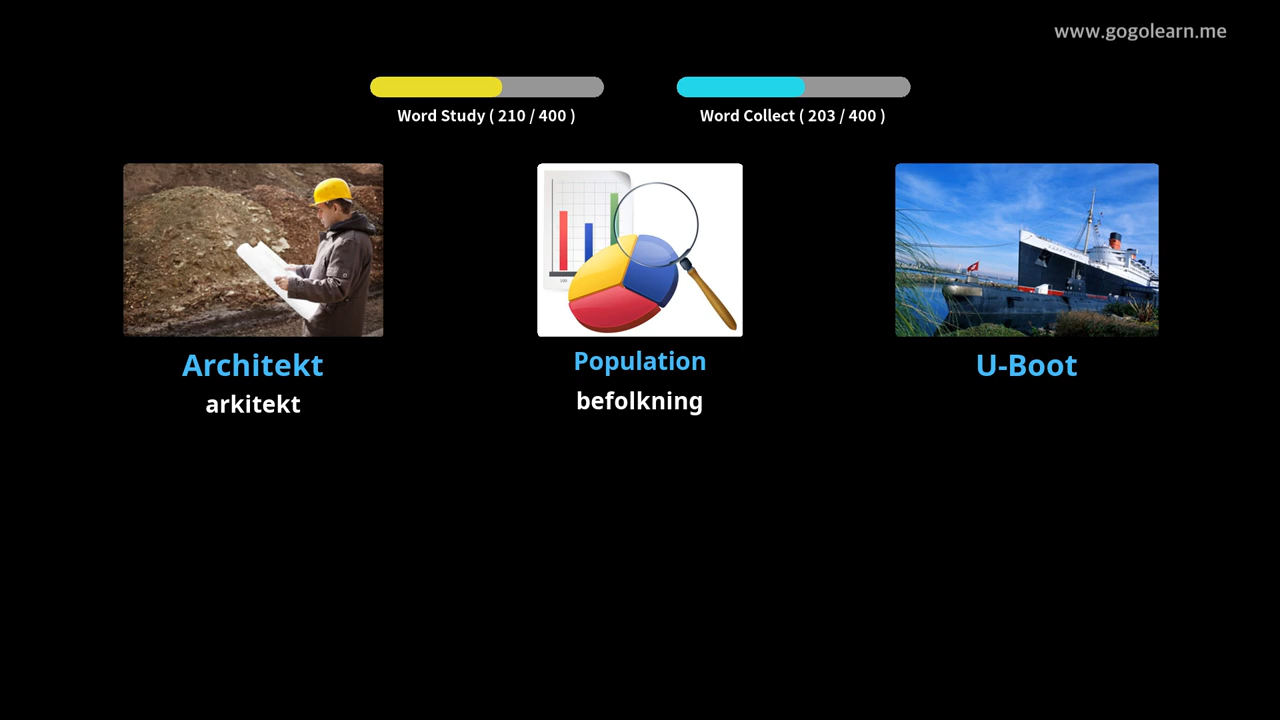 www.gogolearn.me
Word Study ( 210 / 400 )
Word Collect ( 203 / 400 )
Architekt
arkitekt
Population
befolkning
U-Boot